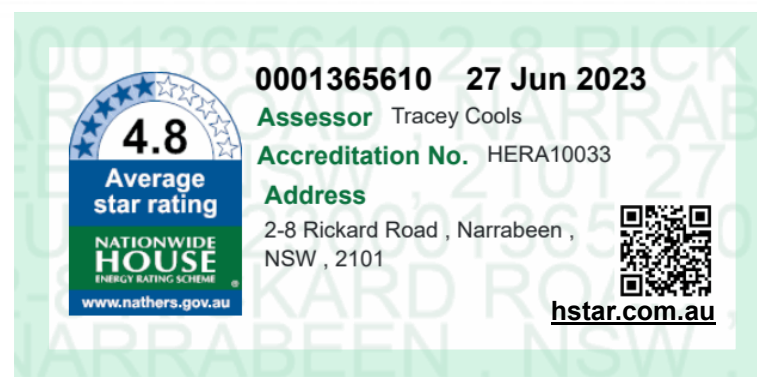 0001365610 27 Jun 2023
Assessor Tracey Cools
Accreditation No. HERA10033
Address
2-8 Rickard Road , Narrabeen ,
NSW , 2101
hstar.com.au
4.8
Average
star rating
NATIONWIDE
HOUSE
ENERGY RATING SCHEME ®
www.nathers.gov.au